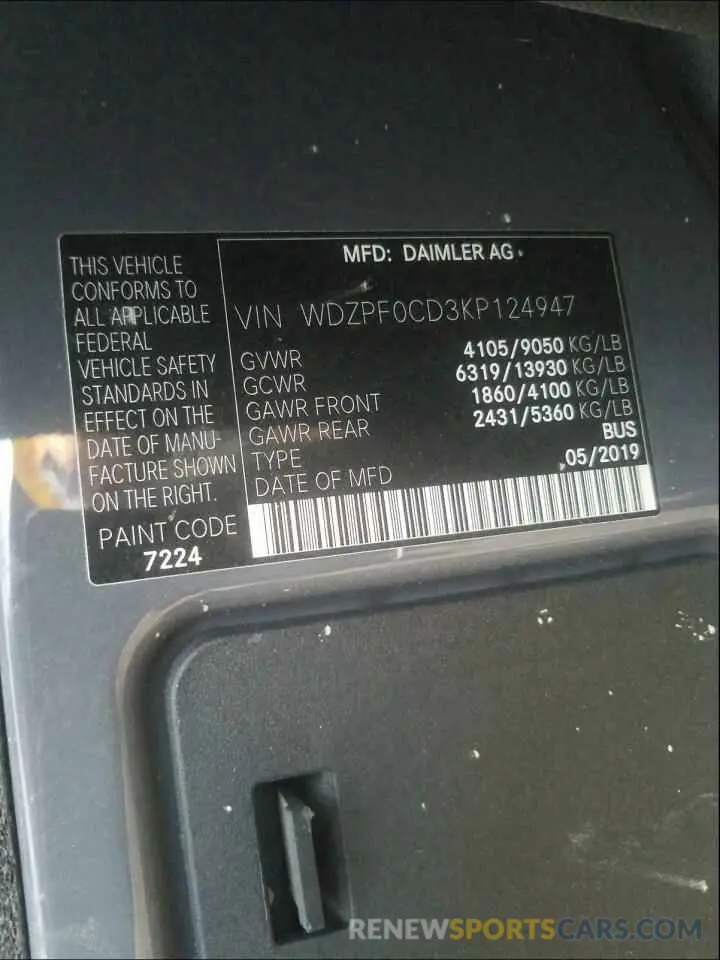 THIS VEHICLE
CONFORMS TO
ALL APPLICABLE
FEDERAL
VEHICLE SAFETY
STANDARDS IN
EFFECT ON THE
DATE OF MANU-
FACTURE SHOWN
ON THE RIGHT.
PAINT CODE
7224
MFD: DAIMLER AG
VIN WDZPF0CD3KP124947
GVWR 4105/9050 KG/LB
GCWR 6319/13930 KG/LB
GAWR FRONT 1860/4100 KG/LB
GAWR REAR 2431/5360 KG/LB
TYPE BUS
DATE OF MFD 05/2019
RENEWSPORTSCARS.COM